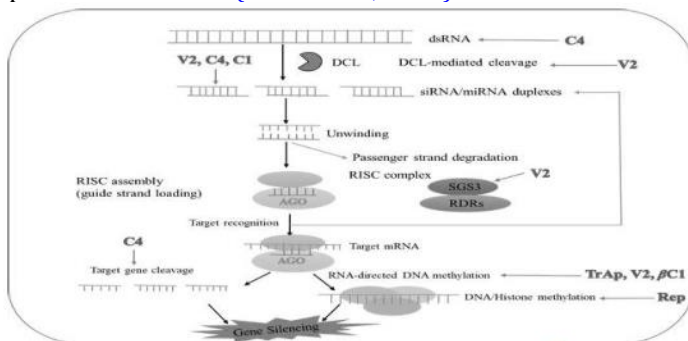 dsRNA
C4
V2, C4, C1
DCL
DCL-mediated cleavage
V2
siRNA/miRNA duplexes
Unwinding
Passenger strand degradation
RISC assembly
(guide strand loading)
RISC complex
V2
SGS3
RDRs
AGO
Target recognition
C4
Target mRNA
AGO
Target gene cleavage
RNA-directed DNA methylation
TrAp, V2, βC1
DNA/Histone methylation
Rep
Gene Silencing